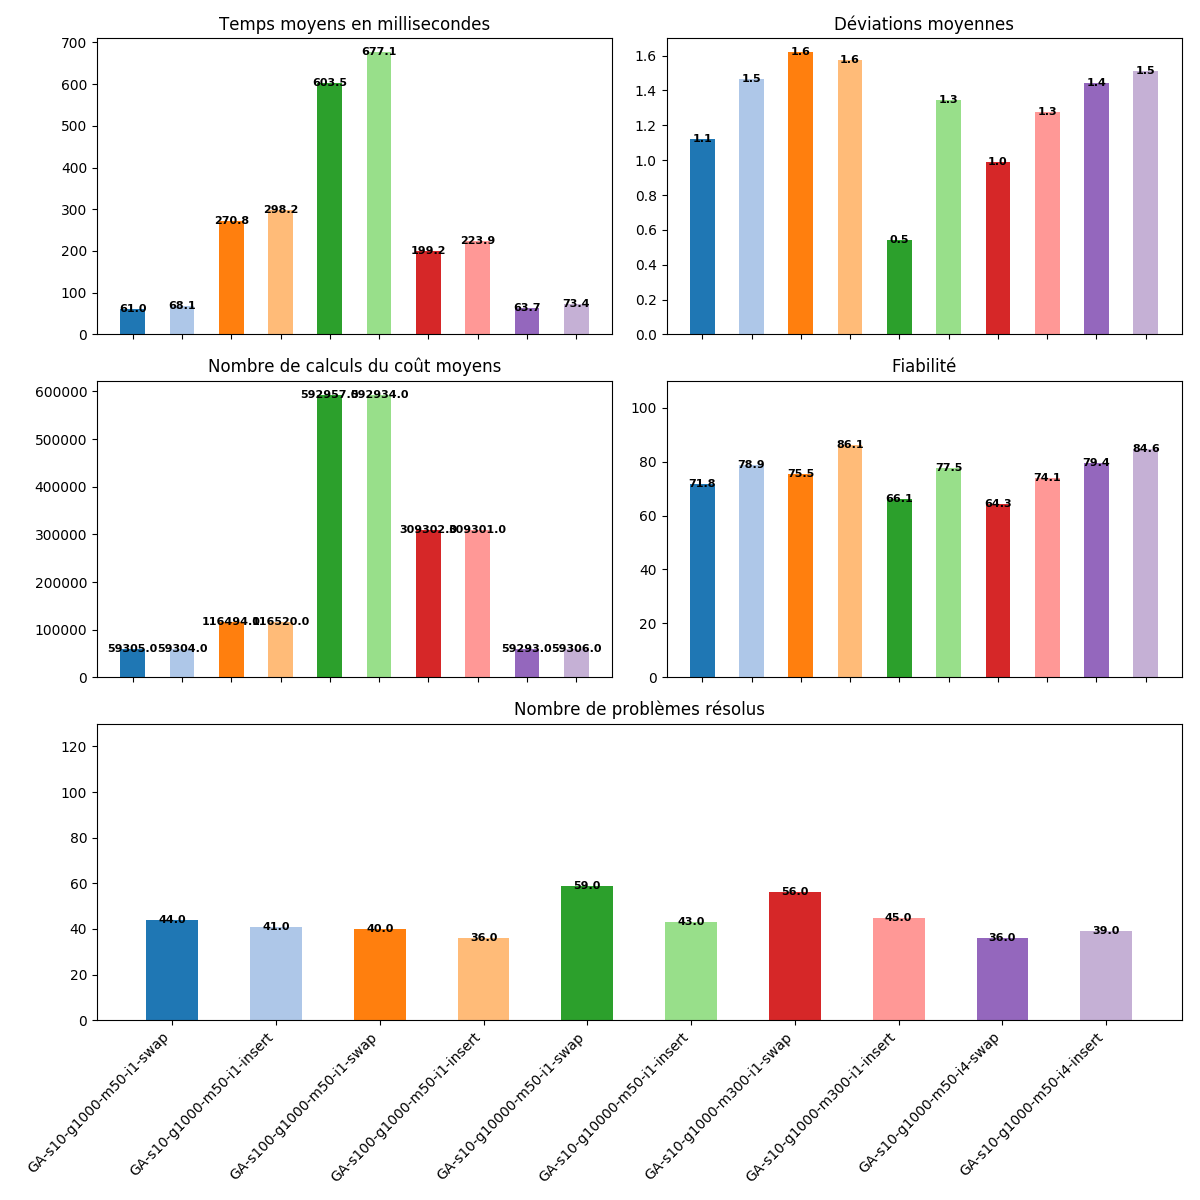 Temps moyens en millisecondes
700
600
500
400
300
200
100
0
61.0 68.1 270.8 298.2 603.5 677.1 199.2 223.9 63.7 73.4
Déviations moyennes
1.6
1.4
1.2
1.0
0.8
0.6
0.4
0.2
0.0
1.1 1.5 1.6 1.6 0.5 1.3 1.0 1.3 1.4 1.5
Nombre de calculs du coût moyens
600000
500000
400000
300000
200000
100000
0
59305.0 59304.0 116494.0 116520.0 592957.0 592934.0 309302.0 309301.0 59293.0 59306.0
Fiabilité
100
80
60
40
20
0
71.8 78.9 75.5 86.1 66.1 77.5 64.3 74.1 79.4 84.6
Nombre de problèmes résolus
120
100
80
60
40
20
0
44.0 41.0 40.0 36.0 59.0 43.0 56.0 45.0 36.0 39.0
GA-s10-g1000-m50-i1-swap
GA-s10-g1000-m50-i1-insert
GA-s100-g1000-m50-i1-swap
GA-s100-g1000-m50-i1-insert
GA-s10-g10000-m50-i1-swap
GA-s10-g10000-m50-i1-insert
GA-s10-g1000-m300-i1-swap
GA-s10-g1000-m300-i1-insert
GA-s10-g1000-m50-i4-swap
GA-s10-g1000-m50-i4-insert